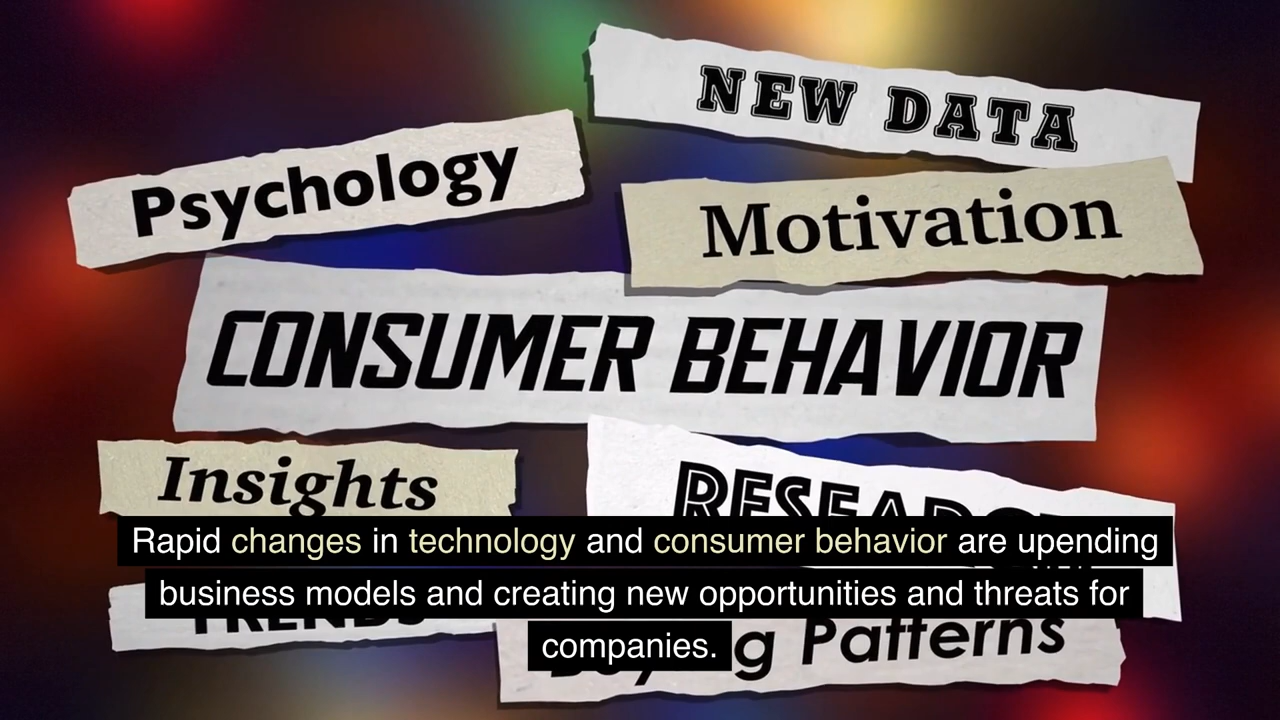 NEW DATA
Psychology
Motivation
CONSUMER BEHAVIOR
Insights
Rapid changes in technology and consumer behavior are upending
business models and creating new opportunities and threats for
companies.
Patterns